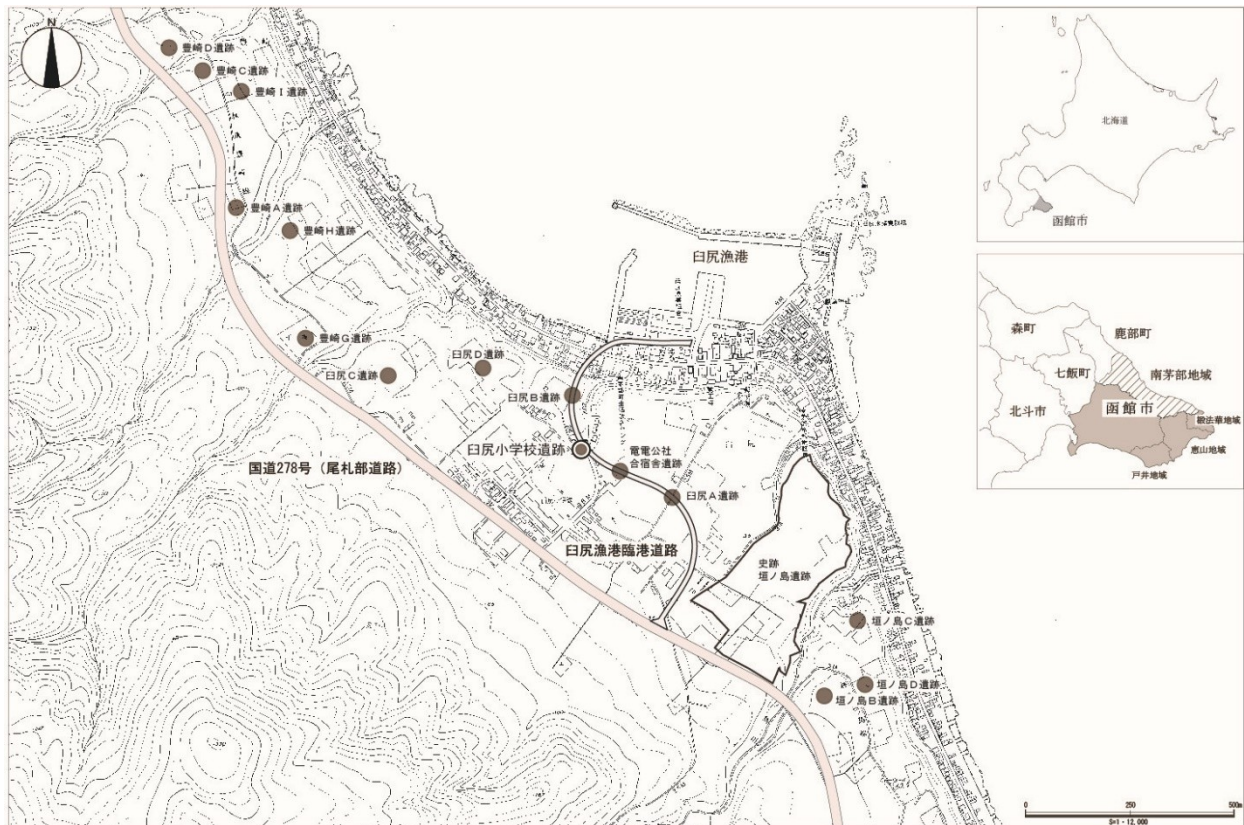 N
豊崎D遺跡
豊崎C遺跡
豊崎I遺跡
豊崎A遺跡
豊崎H遺跡
豊崎G遺跡
臼尻C遺跡
臼尻D遺跡
臼尻B遺跡
臼尻漁港
臼尻小学校遺跡
電電公社
合宿舎遺跡
臼尻A遺跡
国道278号（尾札部道路）
臼尻漁港臨港道路
史跡
垣ノ島遺跡
垣ノ島C遺跡
垣ノ島D遺跡
垣ノ島B遺跡
北海道
函館市
森町
鹿部町
七飯町
南茅部地域
北斗市
函館市
椴法華地域
恵山地域
戸井地域
0 250 500m
S=1：12,000